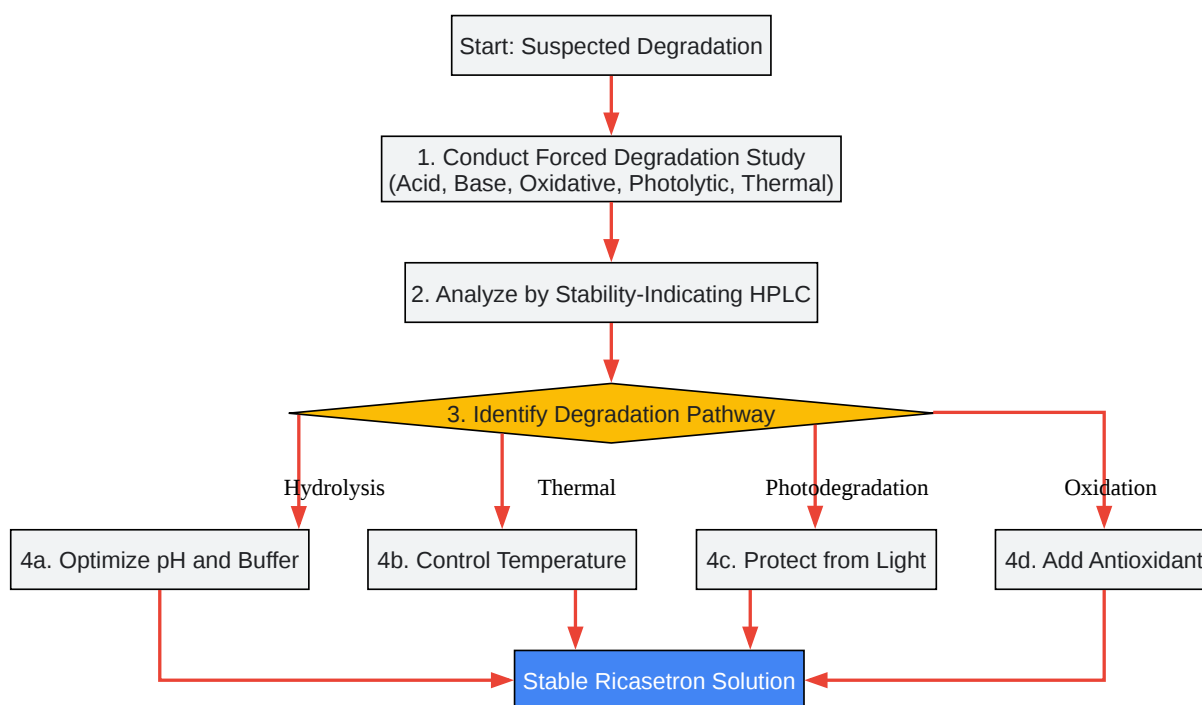 Start: Suspected Degradation
1. Conduct Forced Degradation Study
(Acid, Base, Oxidative, Photolytic, Thermal)
2. Analyze by Stability-Indicating HPLC
3. Identify Degradation Pathway
Hydrolysis
Thermal
Photodegradation
Oxidation
4a. Optimize pH and Buffer
4b. Control Temperature
4c. Protect from Light
4d. Add Antioxidant
Stable Ricasetron Solution